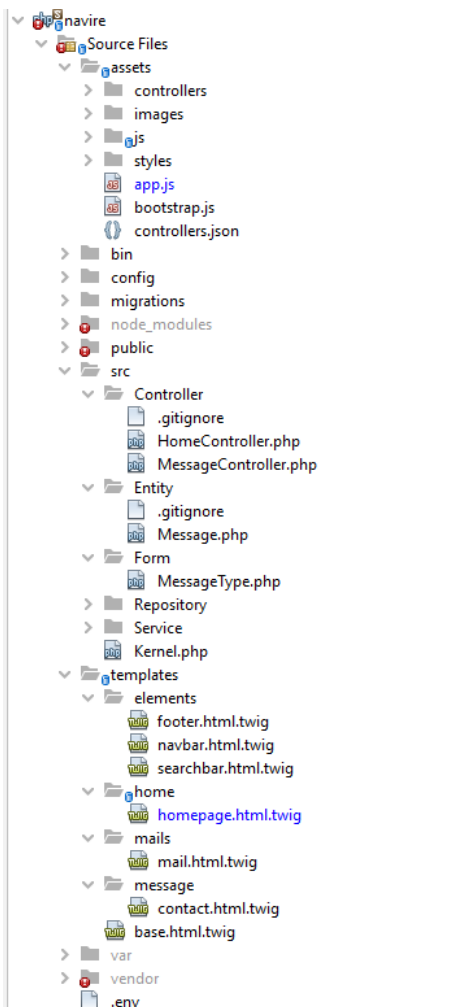 navire
Source Files
assets
controllers
images
js
styles
app.js
bootstrap.js
controllers.json
bin
config
migrations
node_modules
public
src
Controller
.gitignore
HomeController.php
MessageController.php
Entity
.gitignore
Message.php
Form
MessageType.php
Repository
Service
Kernel.php
templates
elements
footer.html.twig
navbar.html.twig
searchbar.html.twig
home
homepage.html.twig
mails
mail.html.twig
message
contact.html.twig
base.html.twig
var
vendor
.env